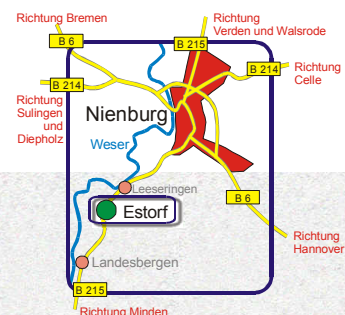 Richtung Bremen
Richtung
Verden und Walsrode
B 6
B 215
B 214
Richtung
Celle
B 214
Richtung
Sulingen
und
Diepholz
Nienburg
Weser
Leeseringen
B 6
Estorf
Richtung
Hannover
Landesbergen
B 215
Richtung Minden